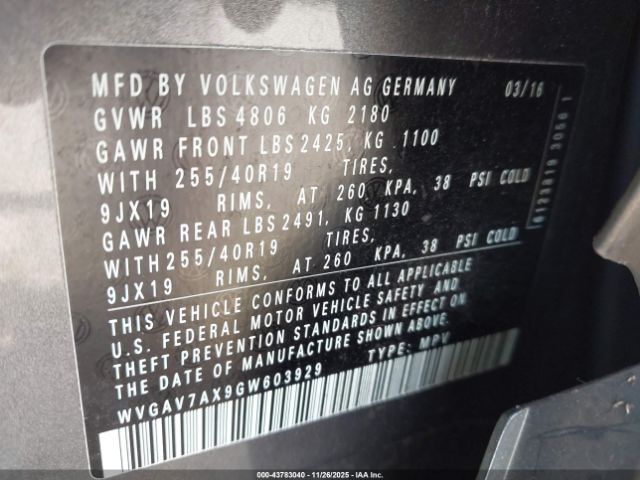 MFD BY VOLKSWAGEN AG GERMANY 03/16
GVWR LBS 4806 KG 2180
GAWR FRONT LBS 2425, KG . 1100
WITH 255/40R19 TIRES,
9JX19 RIMS, AT 260 KPA, 38 PSI COLD
GAWR REAR LBS 2491, KG 1130
WITH 255/40R19 TIRES,
9JX19 RIMS, AT 260 KPA, 38 PSI COLD
THIS VEHICLE CONFORMS TO ALL APPLICABLE
U.S. FEDERAL MOTOR VEHICLE SAFETY AND
THEFT PREVENTION STANDARDS IN EFFECT ON
THE DATE OF MANUFACTURE SHOWN ABOVE.
WVGAV7AX9GW603929 TYPE: MPV
000-43783040 - 11/26/2025 - IAA Inc.